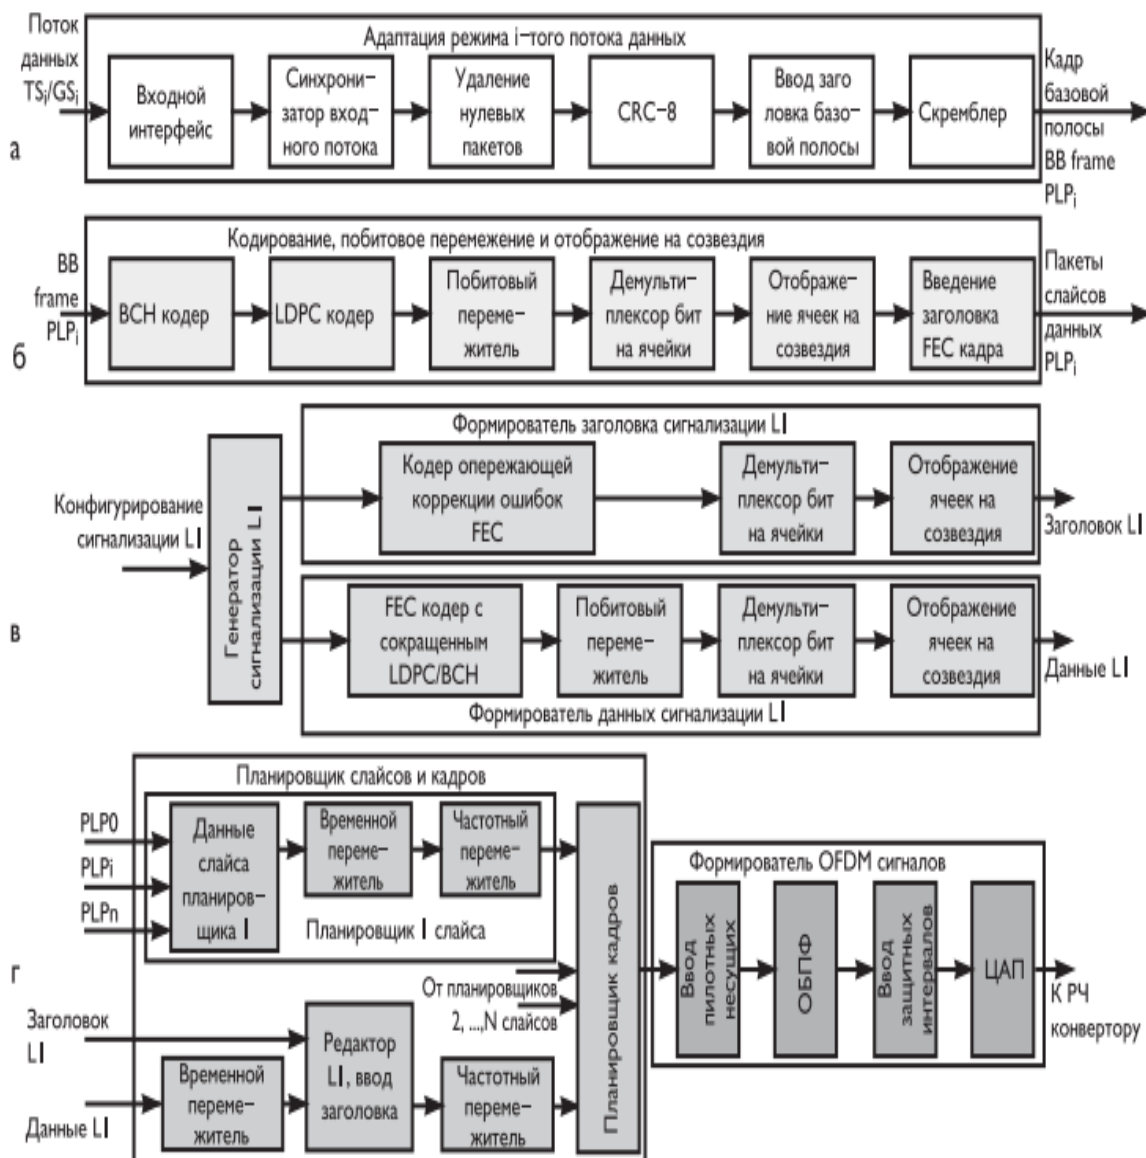 Поток
данных
TSi/GSi
Адаптация режима i-того потока данных
Входной
интерфейс
Синхрони-
затор вход-
ного потока
Удаление
нулевых
пакетов
CRC-8
Ввод заго
ловка базо-
вой полосы
Скремблер
Кадр
базовой
полосы
BB frame
PLPi
а
Кодирование, побитовое перемежение и отображение на созвездия
BB
frame
PLPi
BCH кодер
LDPC кодер
Побитовый
переме-
житель
Демульти-
плексор бит
на ячейки
Отображе-
ние ячеек на
созвездия
Введение
заголовка
FEC кадра
Пакеты
слайсов
данных
PLPi
б
Конфигурирование
сигнализации L1
Генератор
сигнализации L1
Формирователь заголовка сигнализации L1
Кодер опережающей
коррекции ошибок
FEC
Демульти-
плексор бит
на ячейки
Отображение
ячеек на
созвездия
Заголовок L1
в
FEC кодер с
сокращенным
LDPC/BCH
Побитовый
переме-
житель
Демульти-
плексор бит
на ячейки
Отображение
ячеек на
созвездия
Данные L1
Формирователь данных сигнализации L1
Планировщик слайсов и кадров
PLP0
PLPi
PLPn
Данные
слайса
планиров-
щика 1
Временной
переме-
житель
Частотный
переме-
житель
Планировщик 1 слайса
г
От планировщиков
2, ...,N слайсов
Заголовок
L1
Данные L1
Временной
переме-
житель
Редактор
L1, ввод
заголовка
Частотный
переме-
житель
Планировщик кадров
Формирователь OFDM сигналов
Ввод
пилотных
несущих
ОБПФ
Ввод
защитных
интервалов
ЦАП
К РЧ
конвертору